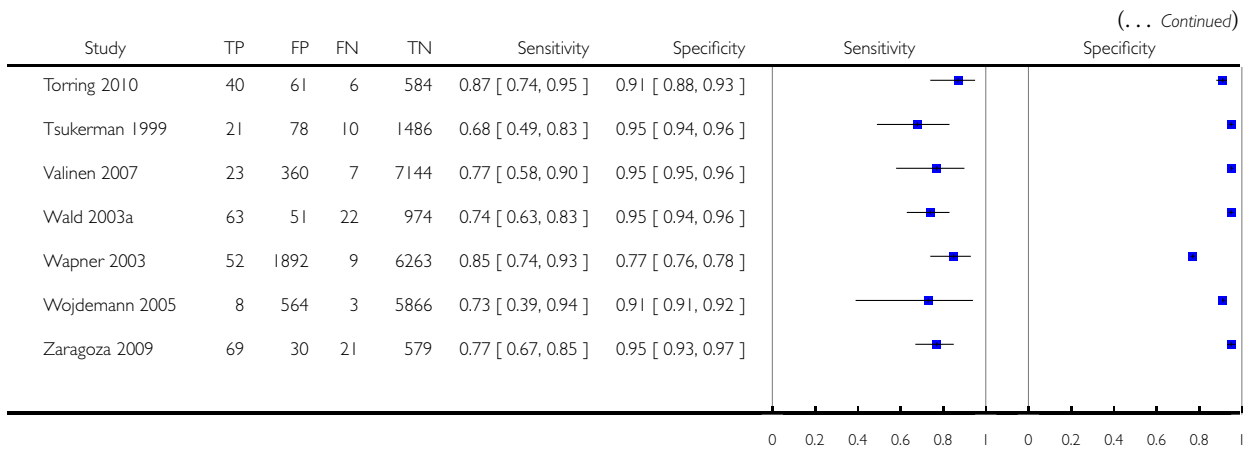 (... Continued)
Study TP FP FN TN Sensitivity Specificity Sensitivity Specificity
Torring 2010 40 61 6 584 0.87 [ 0.74, 0.95 ] 0.91 [ 0.88, 0.93 ]
Tsukerman 1999 21 78 10 1486 0.68 [ 0.49, 0.83 ] 0.95 [ 0.94, 0.96 ]
Valinen 2007 23 360 7 7144 0.77 [ 0.58, 0.90 ] 0.95 [ 0.95, 0.96 ]
Wald 2003a 63 51 22 974 0.74 [ 0.63, 0.83 ] 0.95 [ 0.94, 0.96 ]
Wapner 2003 52 1892 9 6263 0.85 [ 0.74, 0.93 ] 0.77 [ 0.76, 0.78 ]
Wojdemann 2005 8 564 3 5866 0.73 [ 0.39, 0.94 ] 0.91 [ 0.91, 0.92 ]
Zaragoza 2009 69 30 21 579 0.77 [ 0.67, 0.85 ] 0.95 [ 0.93, 0.97 ]
0 0.2 0.4 0.6 0.8 1 0 0.2 0.4 0.6 0.8 1